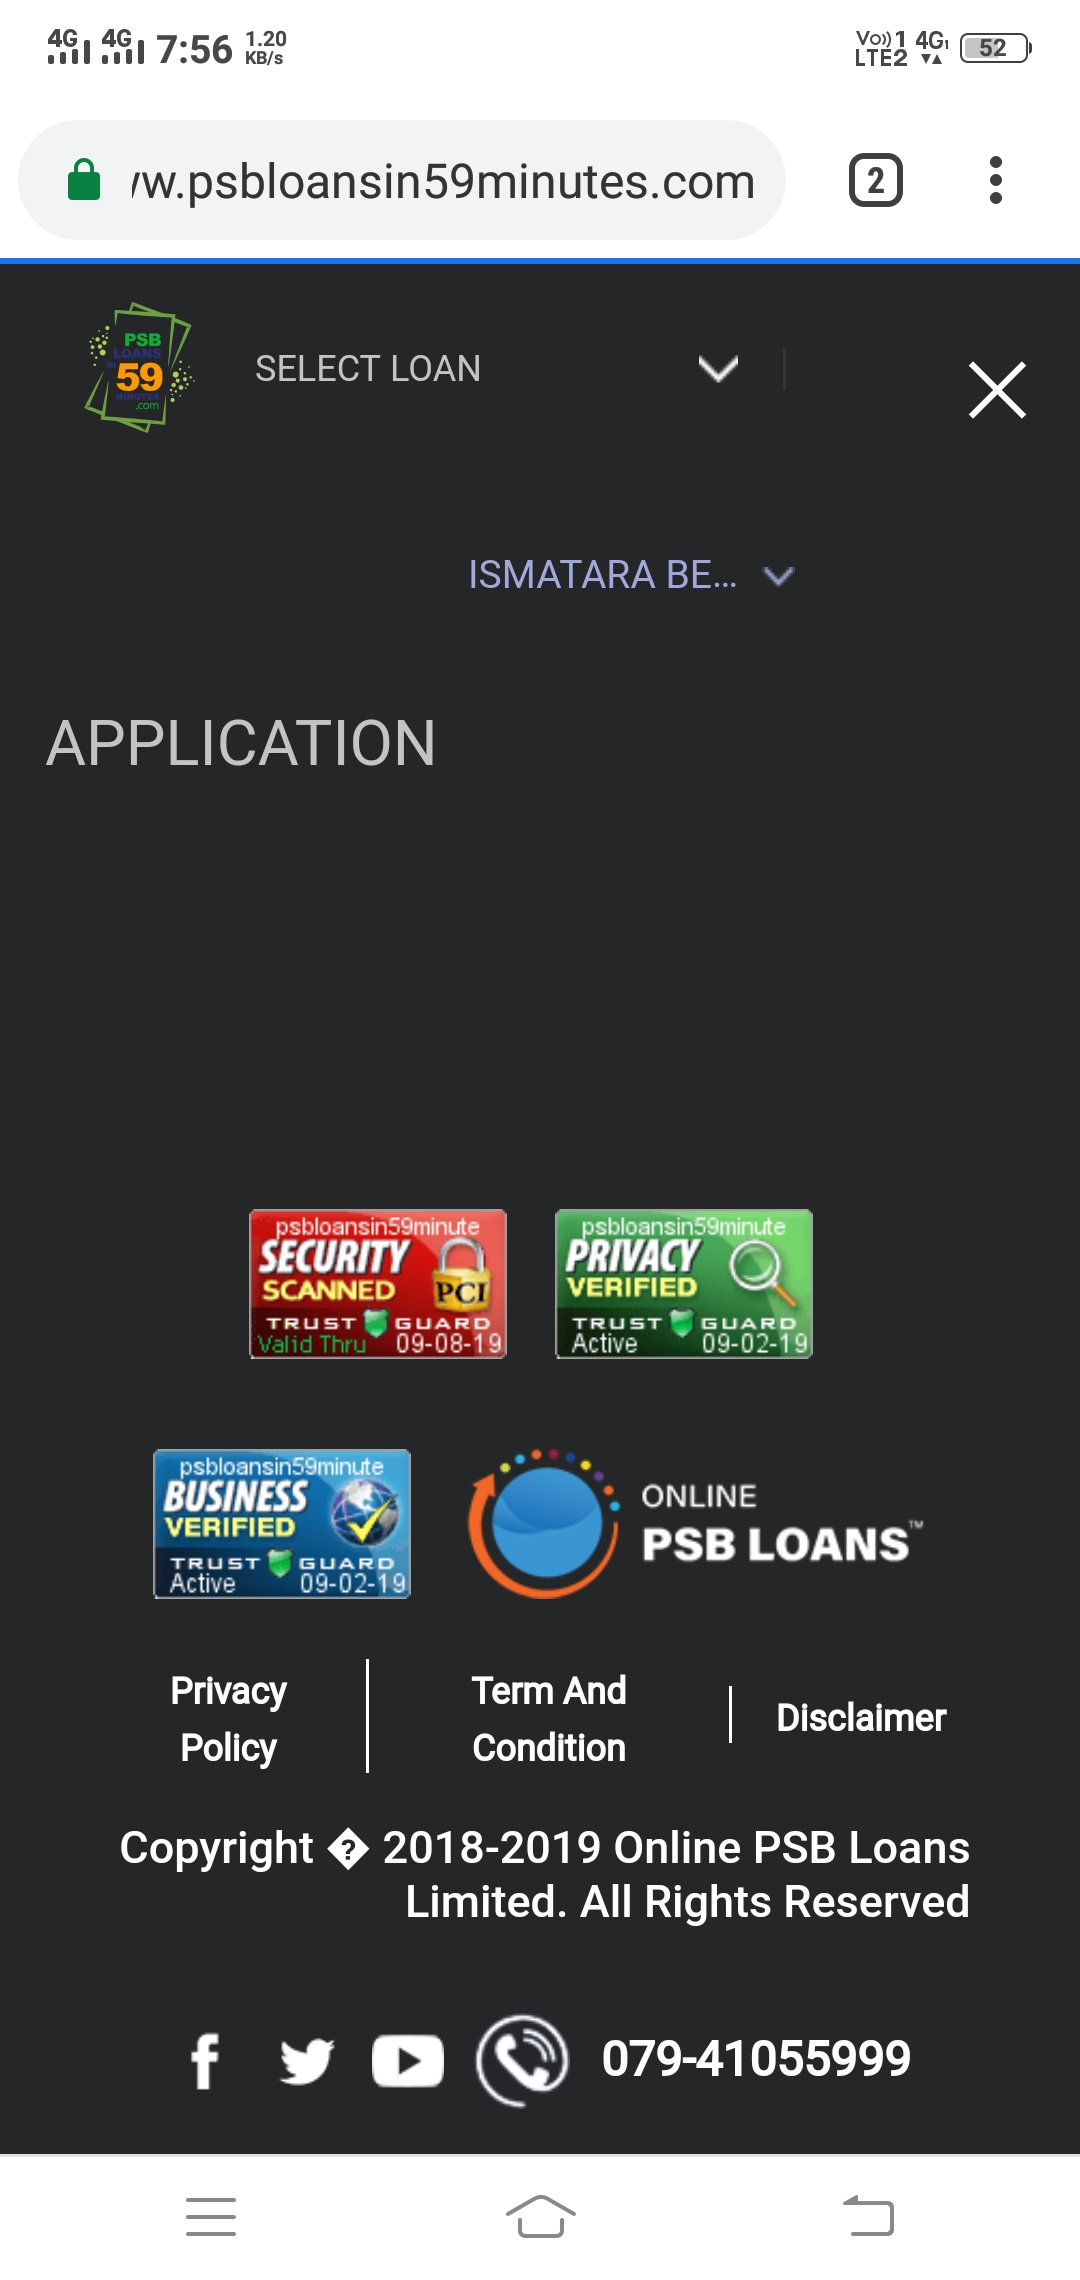 4G 4G 7:56 1.20 KB/s Vo)) 1 LTE2 4G 52
w.psbloansin59minutes.com 2
PSB
LOANS
IN 59
MINUTES
.com
SELECT LOAN
ISMATARA BE...
APPLICATION
psbloansin59minute
SECURITY
SCANNED
PCI
TRUST GUARD
Valid Thru 09-08-19
psbloansin59minute
PRIVACY
VERIFIED
TRUST GUARD
Active 09-02-19
psbloansin59minute
BUSINESS
VERIFIED
TRUST GUARD
Active 09-02-19
ONLINE
PSB LOANS™
Privacy
Policy
Term And
Condition
Disclaimer
Copyright � 2018-2019 Online PSB Loans
Limited. All Rights Reserved
079-41055999